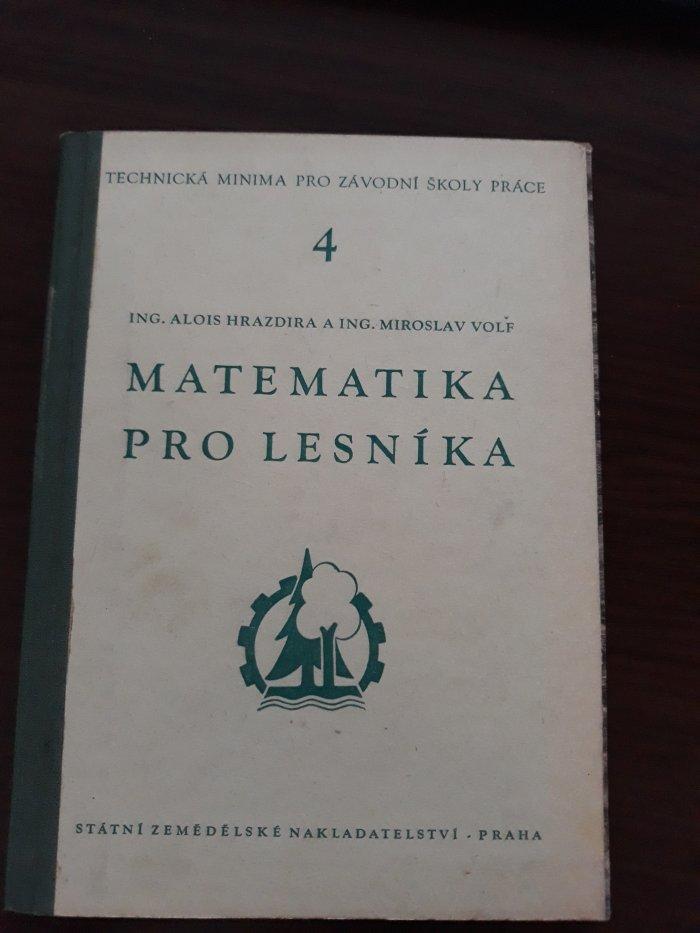 TECHNICKÁ MINIMA PRO ZÁVODNÍ ŠKOLY PRÁCE
4
ING. ALOIS HRAZDIRA A ING. MIROSLAV VOLF
MATEMATIKA
PRO LESNÍKA
STÁTNÍ ZEMĚDĚLSKÉ NAKLADATELSTVÍ - PRAHA